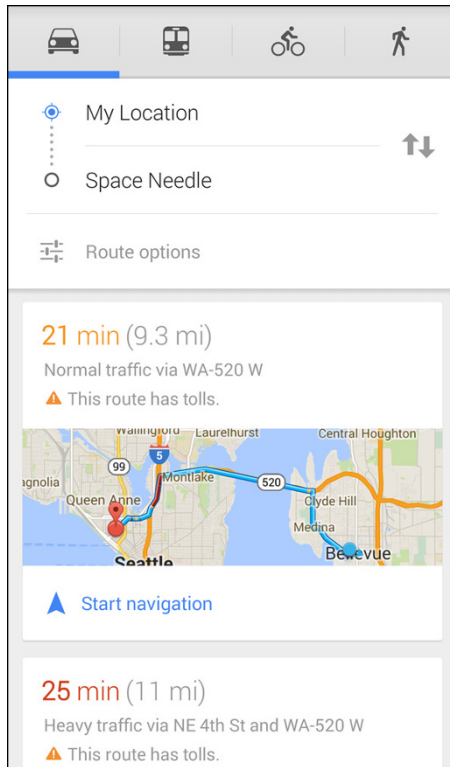 My Location
Space Needle
Route options
21 min (9.3 mi)
Normal traffic via WA-520 W
This route has tolls.
Wallingford
Laurelhurst
Central Houghton
5
99
agnolia
Montlake
520
Queen Anne
Clyde Hill
Medina
Bellevue
Seattle
Start navigation
25 min (11 mi)
Heavy traffic via NE 4th St and WA-520 W
This route has tolls.